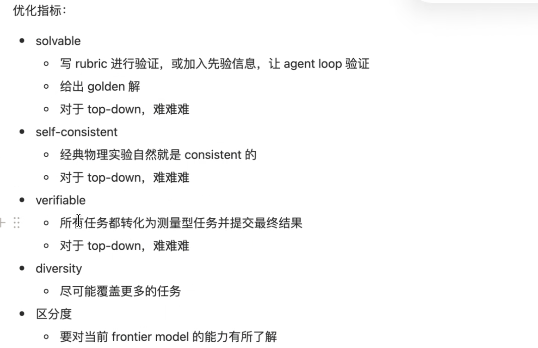 优化指标：
solvable
写 rubric 进行验证，或加入先验信息，让 agent loop 验证
给出 golden 解
对于 top-down，难难难
self-consistent
经典物理实验自然就是 consistent 的
对于 top-down，难难难
verifiable
所有任务都转化为测量型任务并提交最终结果
对于 top-down，难难难
diversity
尽可能覆盖更多的任务
区分度
要对当前 frontier model 的能力有所了解